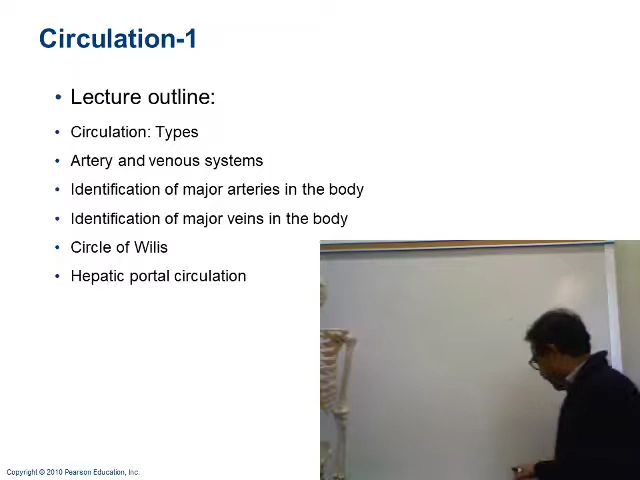 Circulation-1
• Lecture outline:
• Circulation: Types
• Artery and venous systems
• Identification of major arteries in the body
• Identification of major veins in the body
• Circle of Wilis
• Hepatic portal circulation
Copyright © 2010 Pearson Education, Inc.